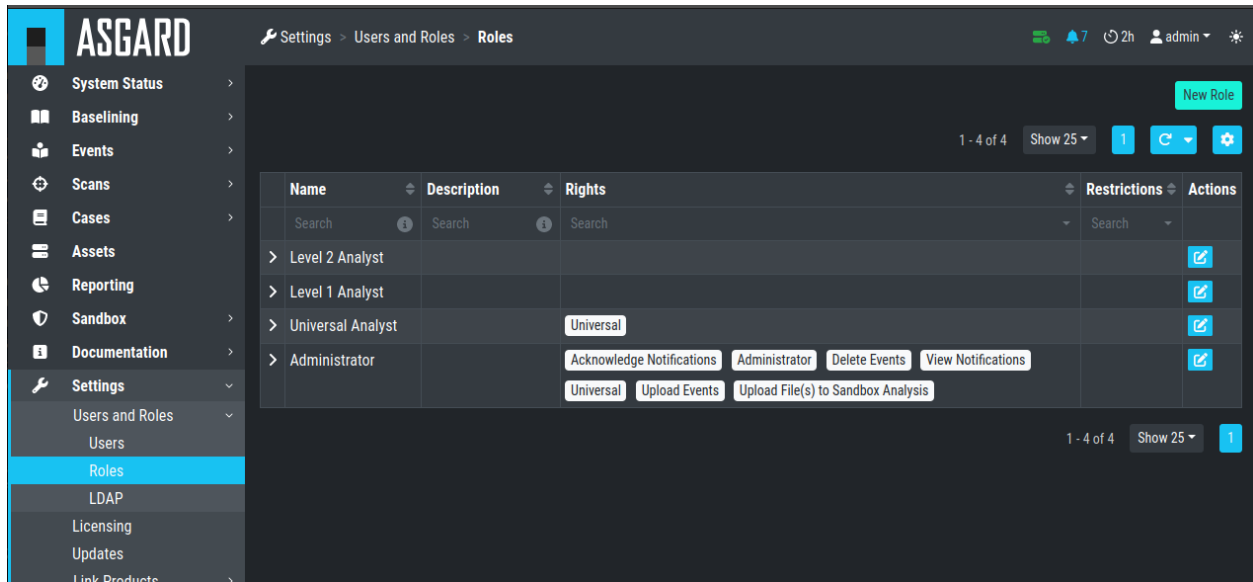 ASGARD
Settings > Users and Roles > Roles
7 2h admin
System Status
Baselining
Events
Scans
Cases
Assets
Reporting
Sandbox
Documentation
Settings
Users and Roles
Users
Roles
LDAP
Licensing
Updates
Link Products
New Role
1 - 4 of 4 Show 25 1
Name Description Rights Restrictions Actions
Search Search Search Search
Level 2 Analyst
Level 1 Analyst
Universal Analyst Universal
Administrator Acknowledge Notifications Administrator Delete Events View Notifications
Universal Upload Events Upload File(s) to Sandbox Analysis
1 - 4 of 4 Show 25 1